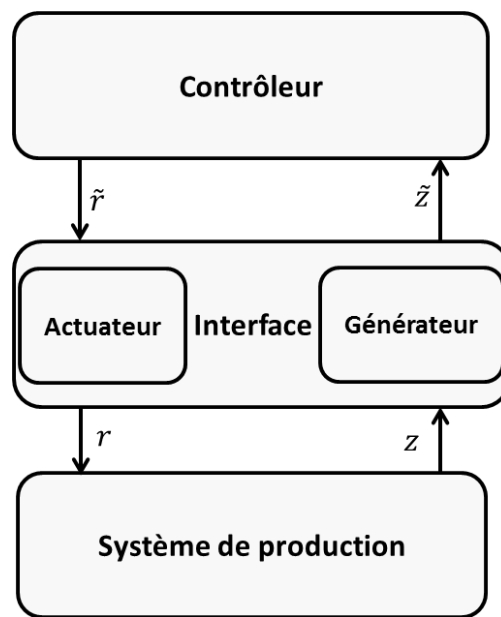 Contrôleur
r̃ z̃
Actuateur Interface Générateur
r z
Système de production